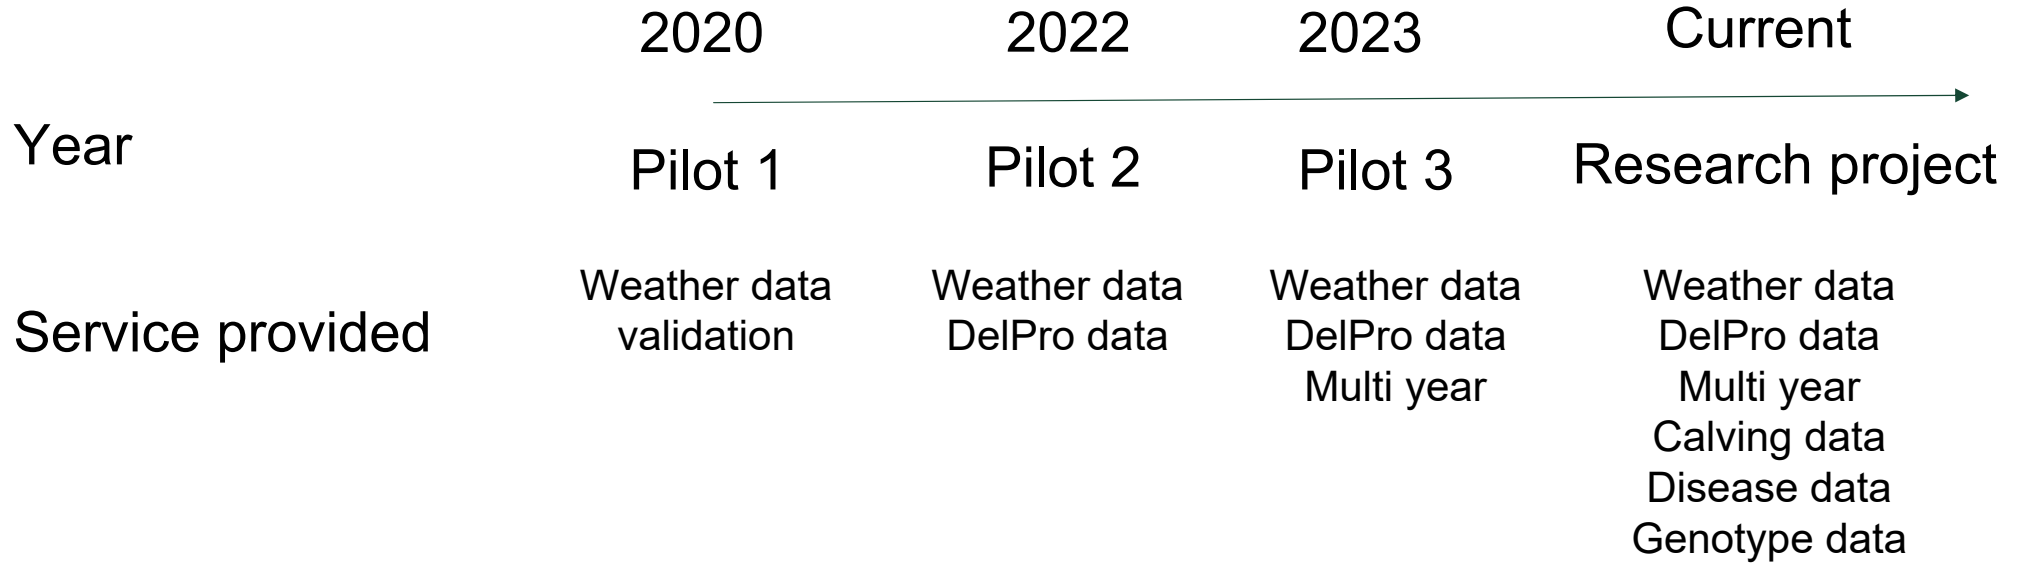 2020 2022 2023 Current
Year
Pilot 1 Pilot 2 Pilot 3 Research project
Service provided
Weather data
validation
Weather data
DelPro data
Weather data
DelPro data
Multi year
Weather data
DelPro data
Multi year
Calving data
Disease data
Genotype data